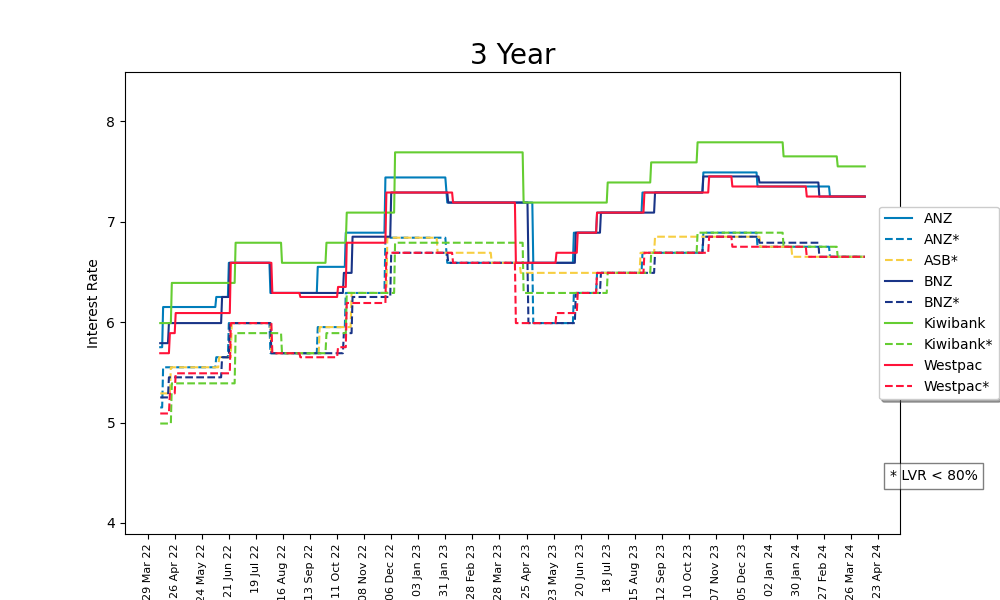 3 Year
Interest Rate
8
7
6
5
4
29 Mar 22
26 Apr 22
24 May 22
21 Jun 22
19 Jul 22
16 Aug 22
13 Sep 22
11 Oct 22
08 Nov 22
06 Dec 22
03 Jan 23
31 Jan 23
28 Feb 23
28 Mar 23
25 Apr 23
23 May 23
20 Jun 23
18 Jul 23
15 Aug 23
12 Sep 23
10 Oct 23
07 Nov 23
05 Dec 23
02 Jan 24
30 Jan 24
27 Feb 24
26 Mar 24
23 Apr 24
ANZ
ANZ*
ASB*
BNZ
BNZ*
Kiwibank
Kiwibank*
Westpac
Westpac*
* LVR < 80%